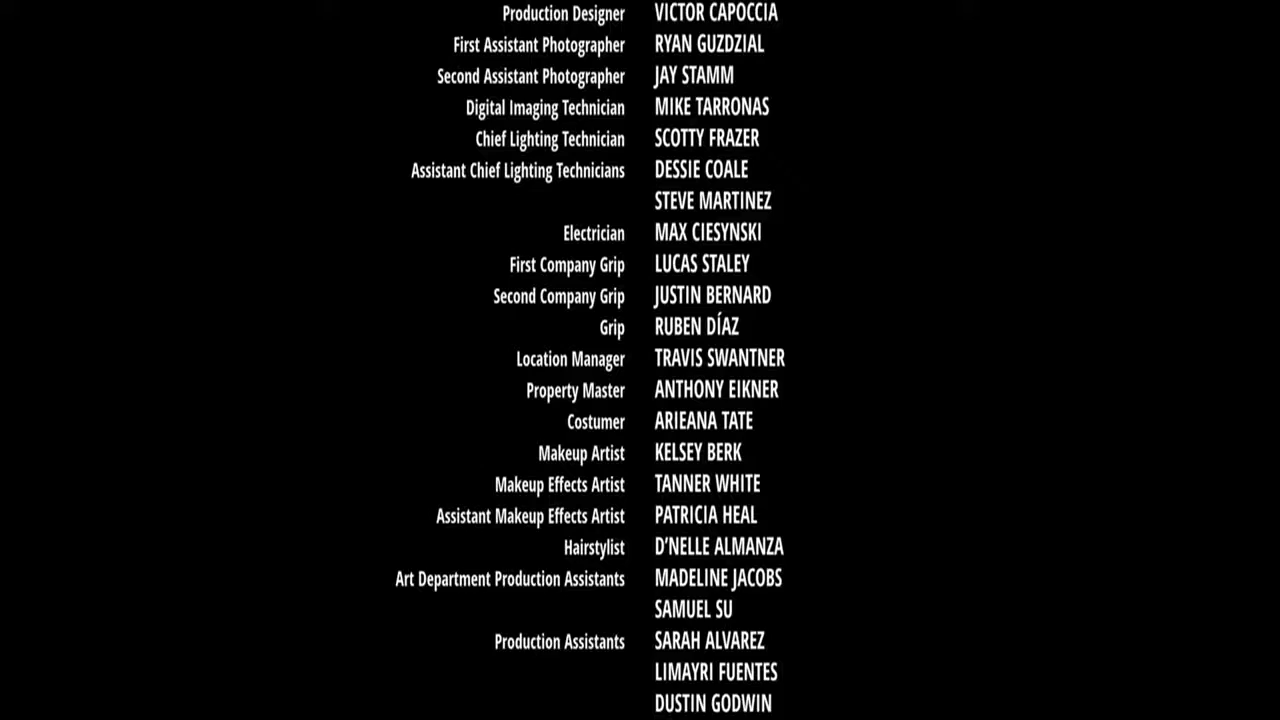 Production Designer VICTOR CAPOCCIA
First Assistant Photographer RYAN GUZDZIAL
Second Assistant Photographer JAY STAMM
Digital Imaging Technician MIKE TARRONAS
Chief Lighting Technician SCOTTY FRAZER
Assistant Chief Lighting Technicians DESSIE COALE
STEVE MARTINEZ
Electrician MAX CIESYNSKI
First Company Grip LUCAS STALEY
Second Company Grip JUSTIN BERNARD
Grip RUBEN DÍAZ
Location Manager TRAVIS SWANTNER
Property Master ANTHONY EIKNER
Costumer ARIEANA TATE
Makeup Artist KELSEY BERK
Makeup Effects Artist TANNER WHITE
Assistant Makeup Effects Artist PATRICIA HEAL
Hairstylist D’NELLE ALMANZA
Art Department Production Assistants MADELINE JACOBS
SAMUEL SU
Production Assistants SARAH ALVAREZ
LIMAYRI FUENTES
DUSTIN GODWIN